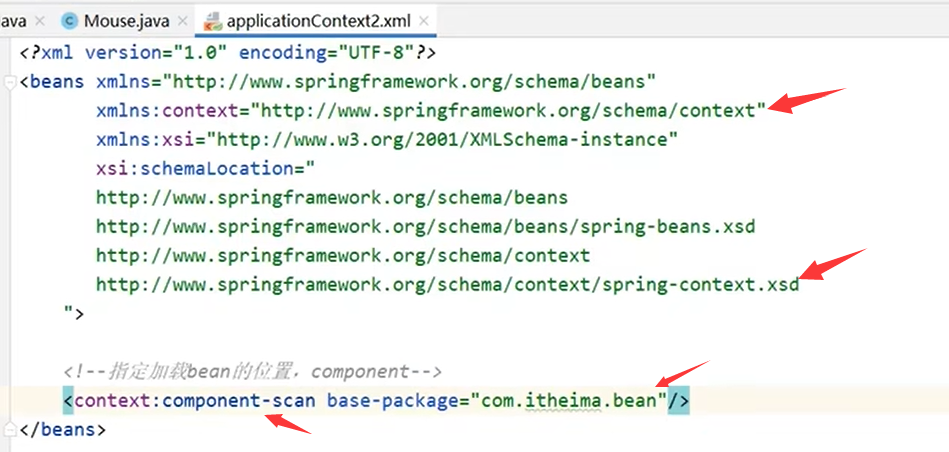 ava × Mouse.java × applicationContext2.xml ×
<?xml version="1.0" encoding="UTF-8"?>
<beans xmlns="http://www.springframework.org/schema/beans"
xmlns:context="http://www.springframework.org/schema/context"
xmlns:xsi="http://www.w3.org/2001/XMLSchema-instance"
xsi:schemaLocation="
http://www.springframework.org/schema/beans
http://www.springframework.org/schema/beans/spring-beans.xsd
http://www.springframework.org/schema/context
http://www.springframework.org/schema/context/spring-context.xsd
">
<!--指定加载bean的位置，component-->
<context:component-scan base-package="com.itheima.bean"/>
</beans>